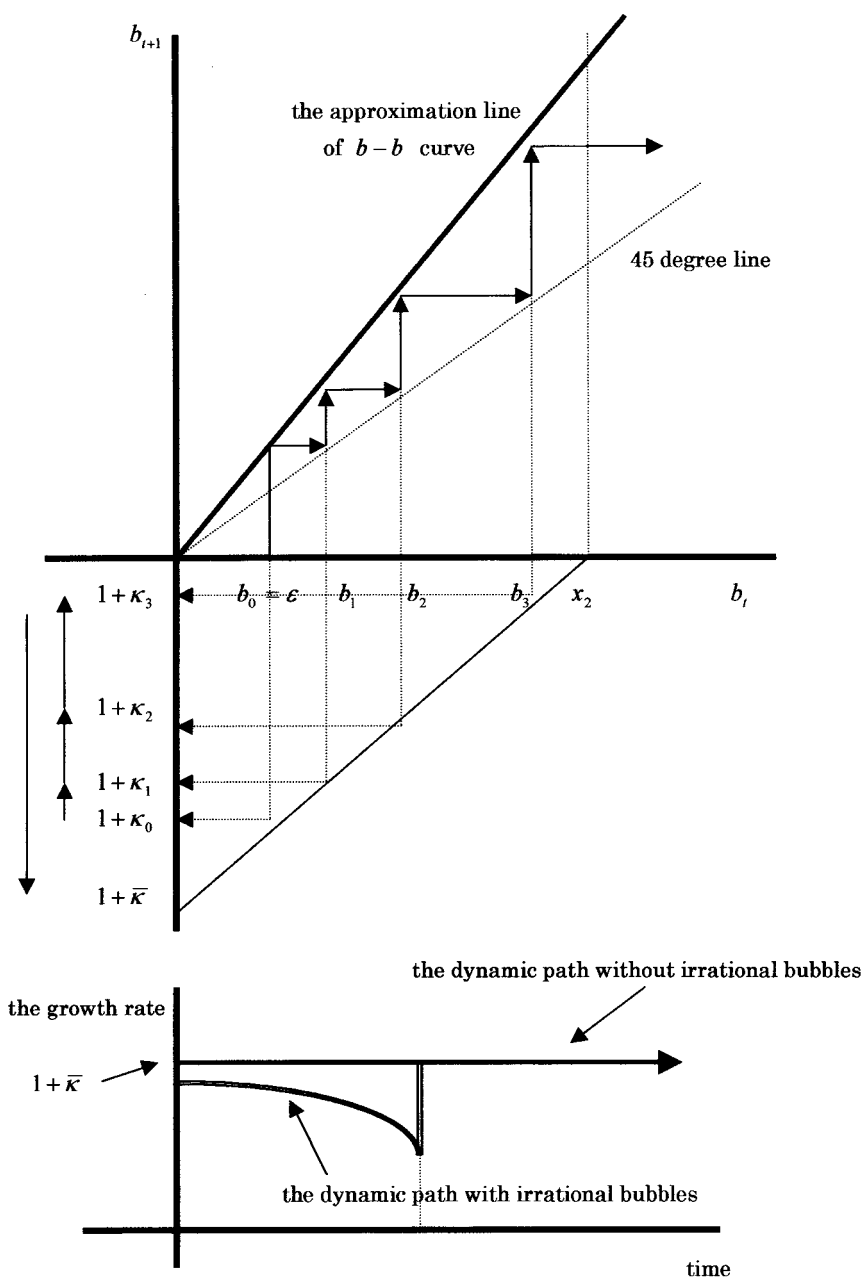 b_{t+1}
the approximation line
of b – b curve
45 degree line
1+κ_3 b_0 = ε b_1 b_2 b_3 x_2 b_t
1+κ_2
1+κ_1
1+κ_0
1+κ̅
the dynamic path without irrational bubbles
the growth rate
1+κ̅
the dynamic path with irrational bubbles
time